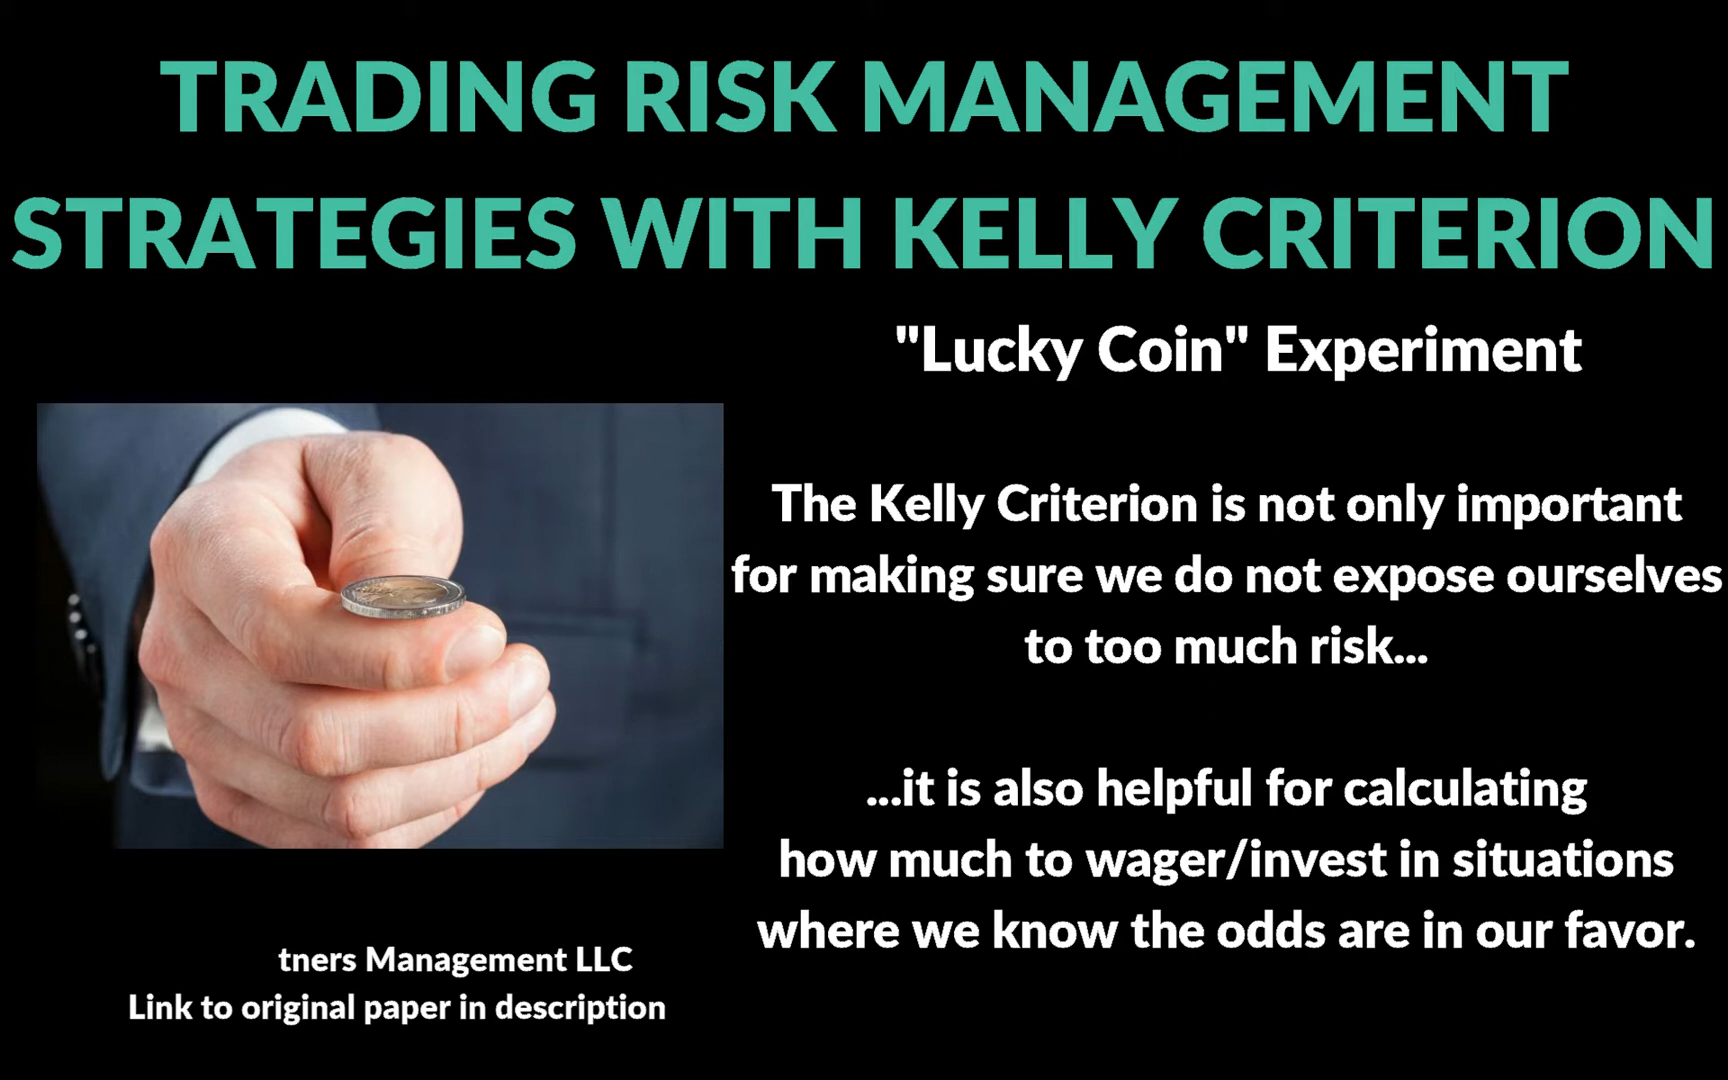 TRADING RISK MANAGEMENT
STRATEGIES WITH KELLY CRITERION
"Lucky Coin" Experiment
The Kelly Criterion is not only important
for making sure we do not expose ourselves
to too much risk...
...it is also helpful for calculating
how much to wager/invest in situations
where we know the odds are in our favor.
tners Management LLC
Link to original paper in description